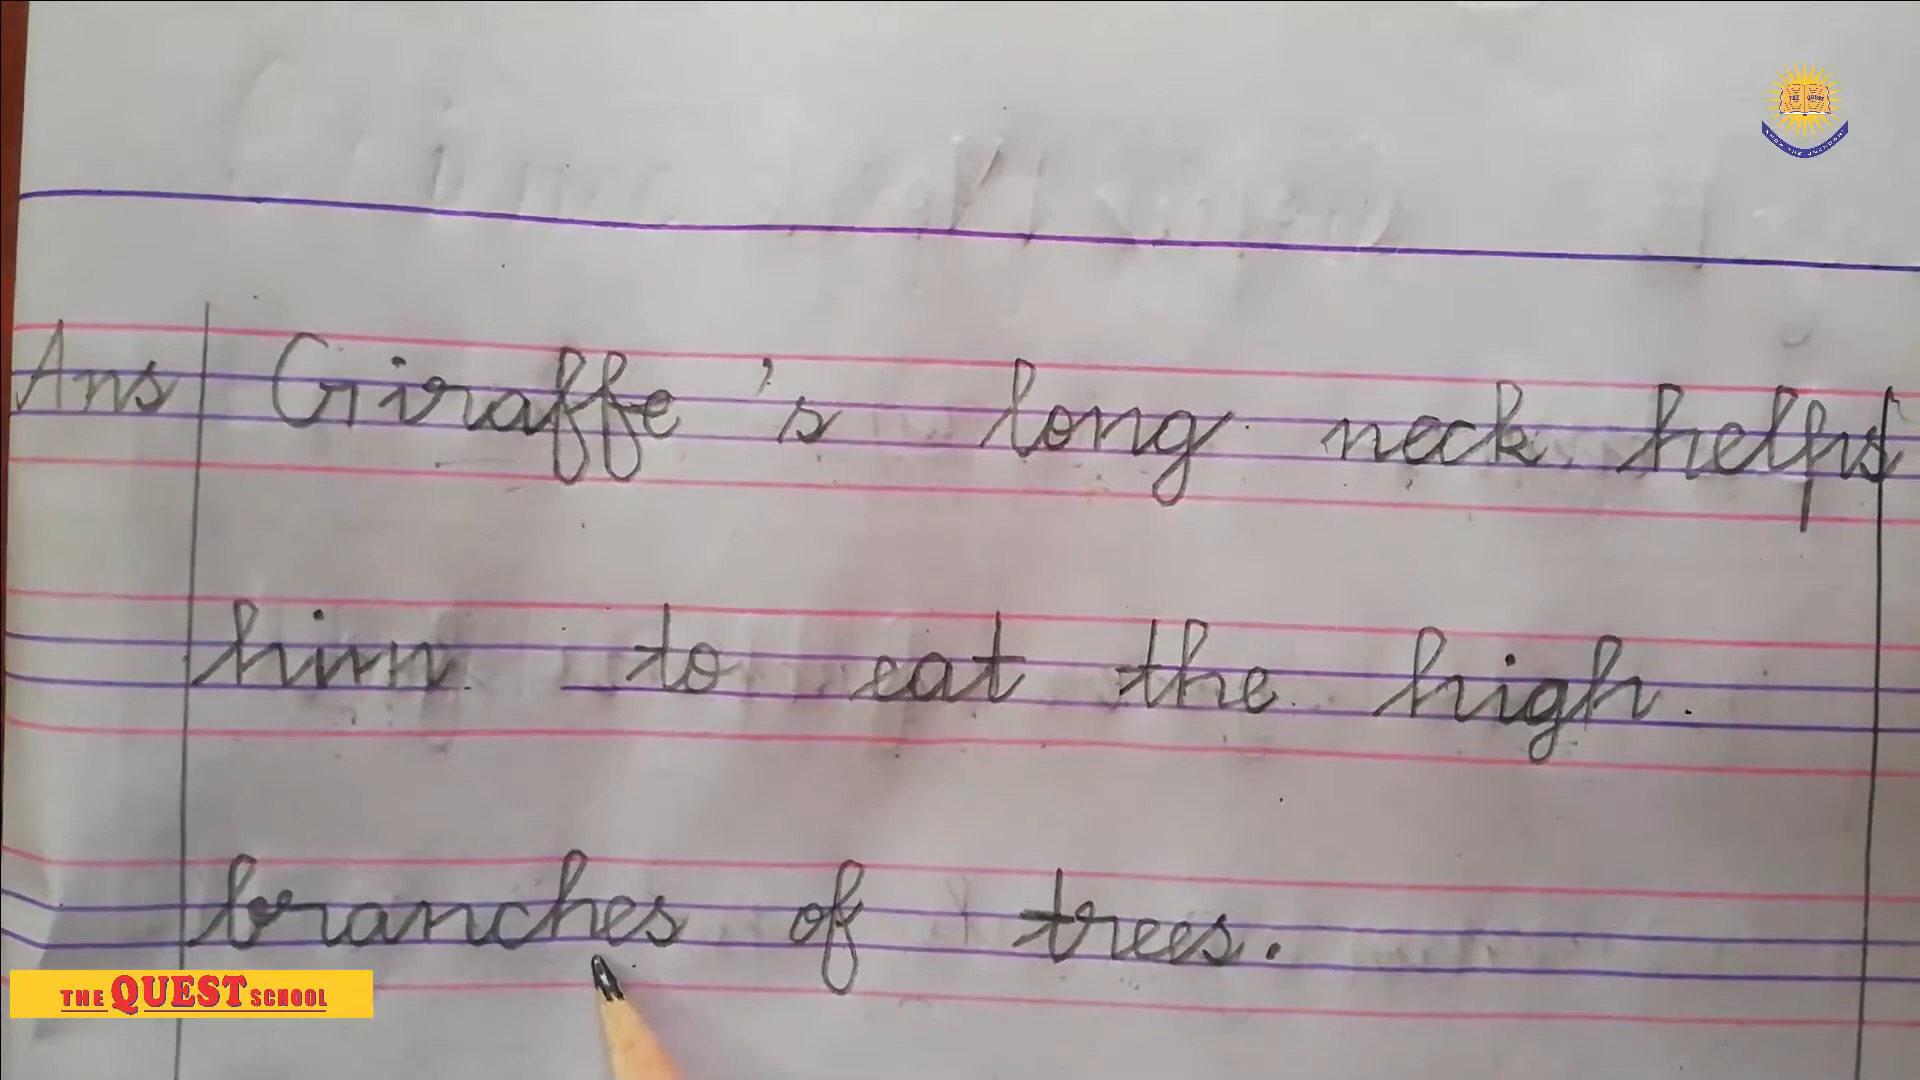 Ans Giraffe's long neck helps
him to eat the high
branches of trees.
THE QUEST SCHOOL